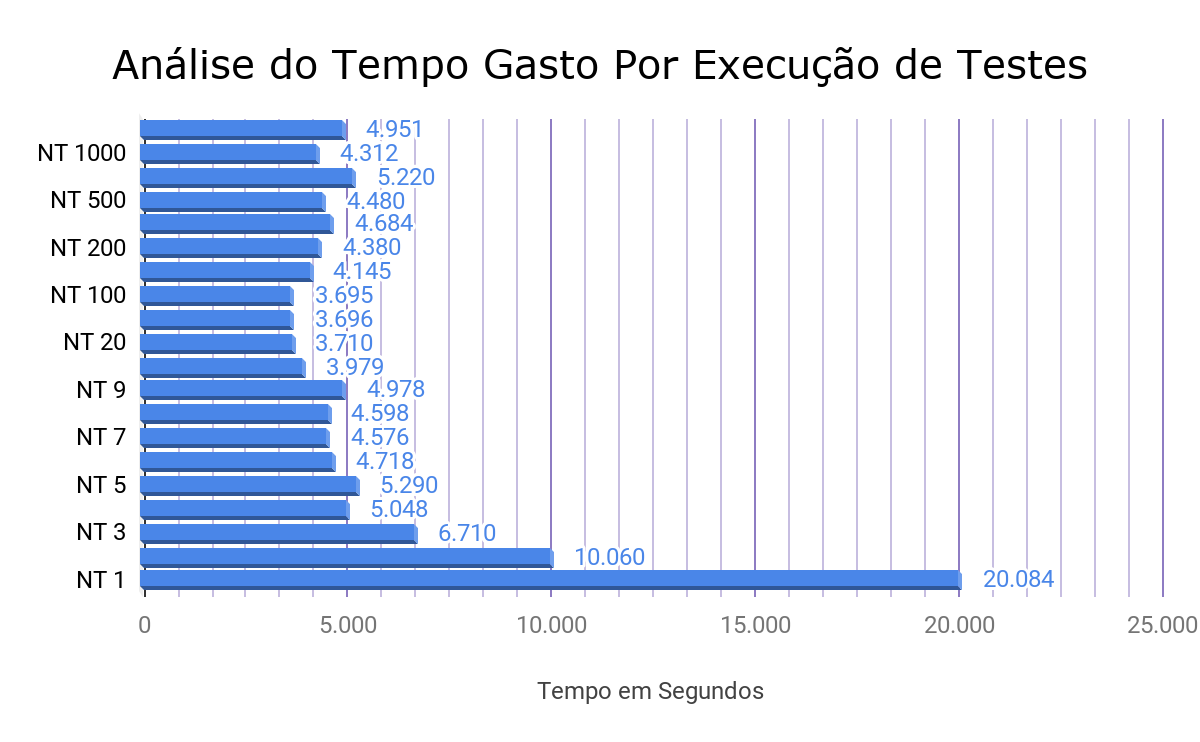 Análise do Tempo Gasto Por Execução de Testes
4.951
NT 1000 4.312
5.220
NT 500 4.480
4.684
NT 200 4.380
4.145
NT 100 3.695
3.696
NT 20 3.710
3.979
NT 9 4.978
4.598
NT 7 4.576
4.718
NT 5 5.290
5.048
NT 3 6.710
10.060
NT 1 20.084
0 5.000 10.000 15.000 20.000 25.000
Tempo em Segundos